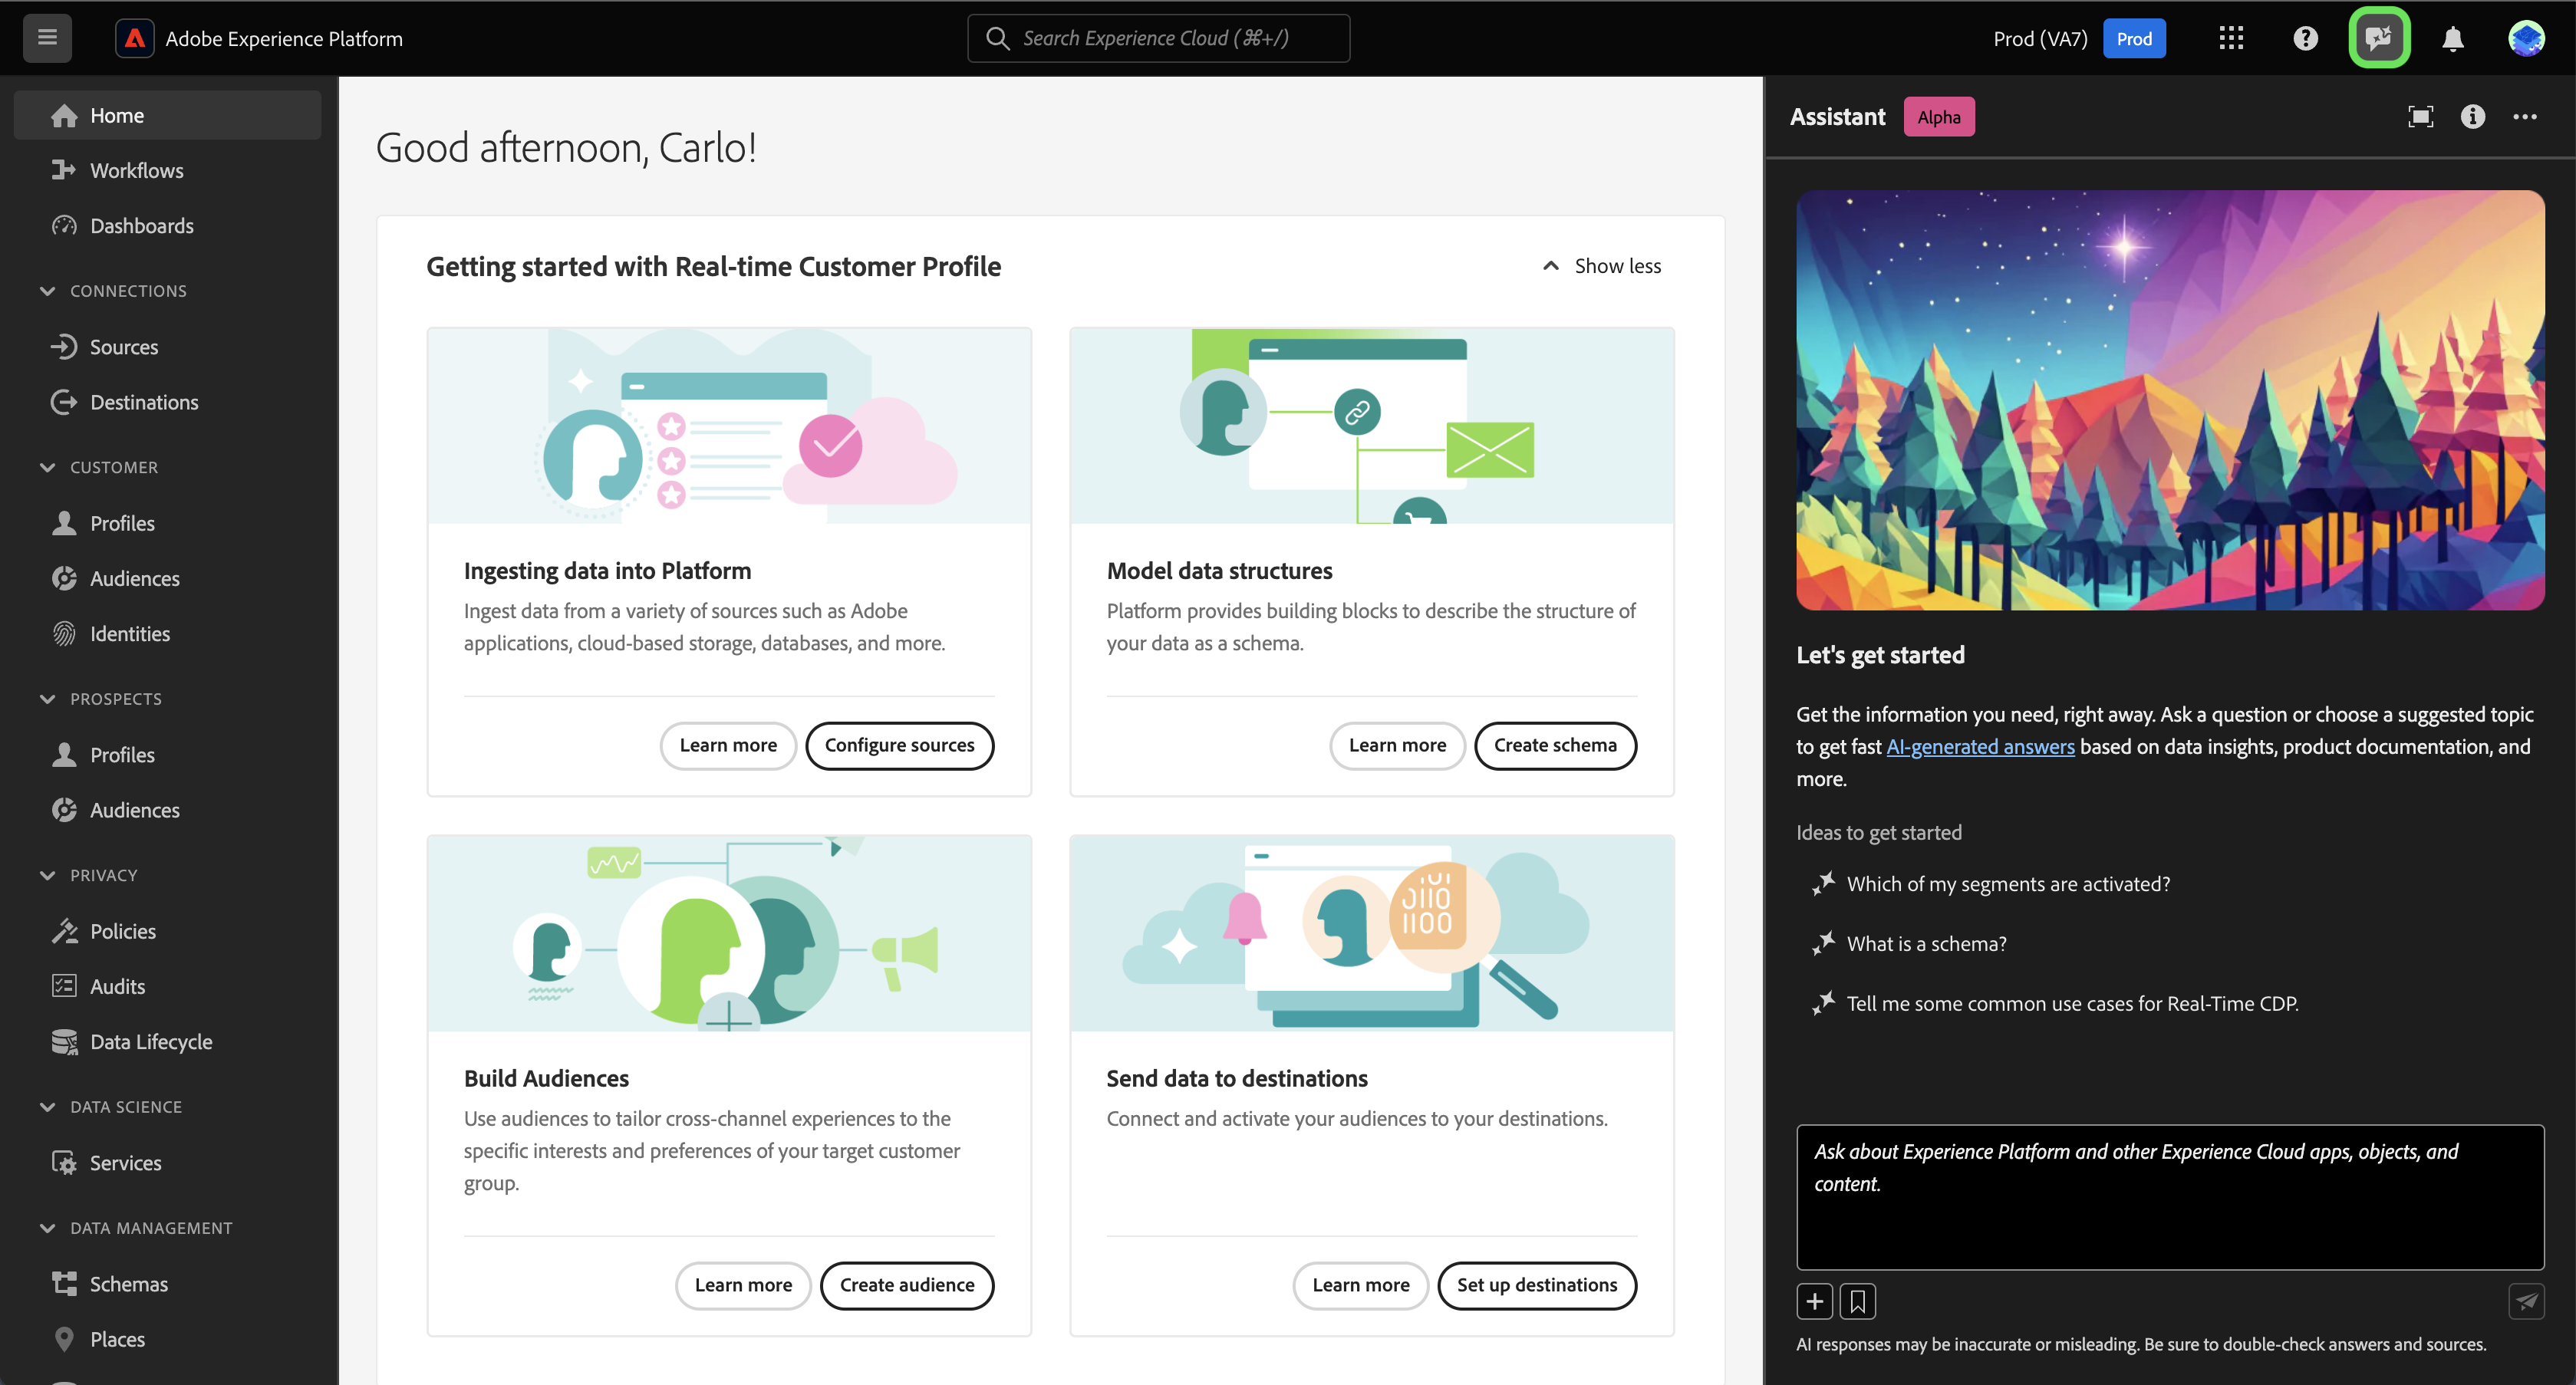 Adobe Experience Platform
Search Experience Cloud (⌘+/)
Prod (VA7)
Prod
Home
Workflows
Dashboards
CONNECTIONS
Sources
Destinations
CUSTOMER
Profiles
Audiences
Identities
PROSPECTS
Profiles
Audiences
PRIVACY
Policies
Audits
Data Lifecycle
DATA SCIENCE
Services
DATA MANAGEMENT
Schemas
Places
Good afternoon, Carlo!
Getting started with Real-time Customer Profile
Show less
Ingesting data into Platform
Ingest data from a variety of sources such as Adobe
applications, cloud-based storage, databases, and more.
Learn more
Configure sources
Model data structures
Platform provides building blocks to describe the structure of
your data as a schema.
Learn more
Create schema
Build Audiences
Use audiences to tailor cross-channel experiences to the
specific interests and preferences of your target customer
group.
Learn more
Create audience
Send data to destinations
Connect and activate your audiences to your destinations.
Learn more
Set up destinations
Assistant
Alpha
Let's get started
Get the information you need, right away. Ask a question or choose a suggested topic
to get fast AI-generated answers based on data insights, product documentation, and
more.
Ideas to get started
Which of my segments are activated?
What is a schema?
Tell me some common use cases for Real-Time CDP.
Ask about Experience Platform and other Experience Cloud apps, objects, and
content.
AI responses may be inaccurate or misleading. Be sure to double-check answers and sources.